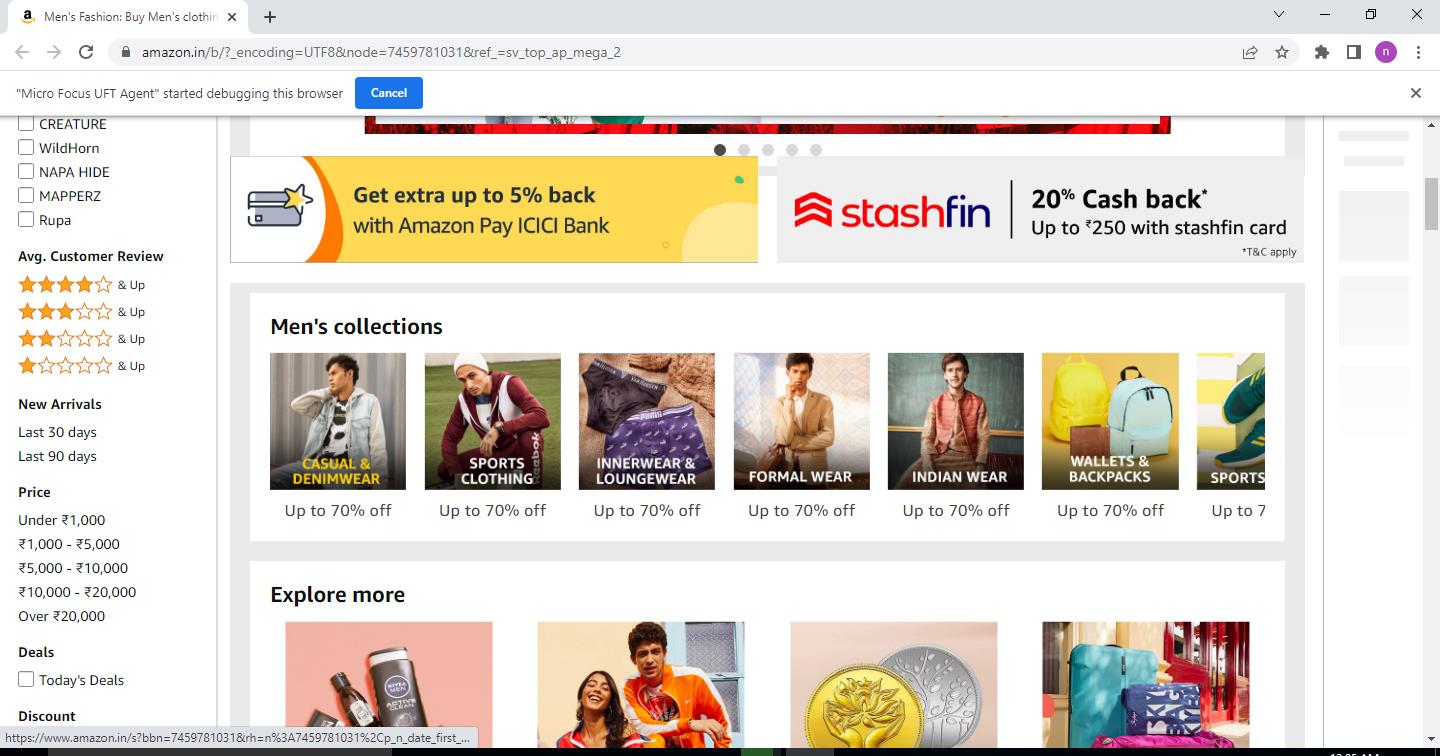 Men's Fashion: Buy Men's clothin
amazon.in/b/?_encoding=UTF8&node=7459781031&ref_=sv_top_ap_mega_2
n
"Micro Focus UFT Agent" started debugging this browser
Cancel
CREATURE
WildHorn
NAPA HIDE
MAPPERZ
Rupa
Avg. Customer Review
& Up
& Up
& Up
& Up
New Arrivals
Last 30 days
Last 90 days
Price
Under ₹1,000
₹1,000 - ₹5,000
₹5,000 - ₹10,000
₹10,000 - ₹20,000
Over ₹20,000
Deals
Today's Deals
Discount
Get extra up to 5% back
with Amazon Pay ICICI Bank
stashfin
20% Cash back*
Up to ₹250 with stashfin card
*T&C apply
Men's collections
CASUAL &
DENIMWEAR
Up to 70% off
SPORTS
CLOTHING
Reebok
Up to 70% off
PUMA
INNERWEAR &
LOUNGEWEAR
Up to 70% off
FORMAL WEAR
Up to 70% off
INDIAN WEAR
Up to 70% off
WALLETS &
BACKPACKS
Up to 70% off
SPORTS
Up to 7
Explore more
NIVEA
MEN
ACTIVE
CLEAN
https://www.amazon.in/s?bbn=7459781031&rh=n%3A7459781031%2Cp_n_date_first_...